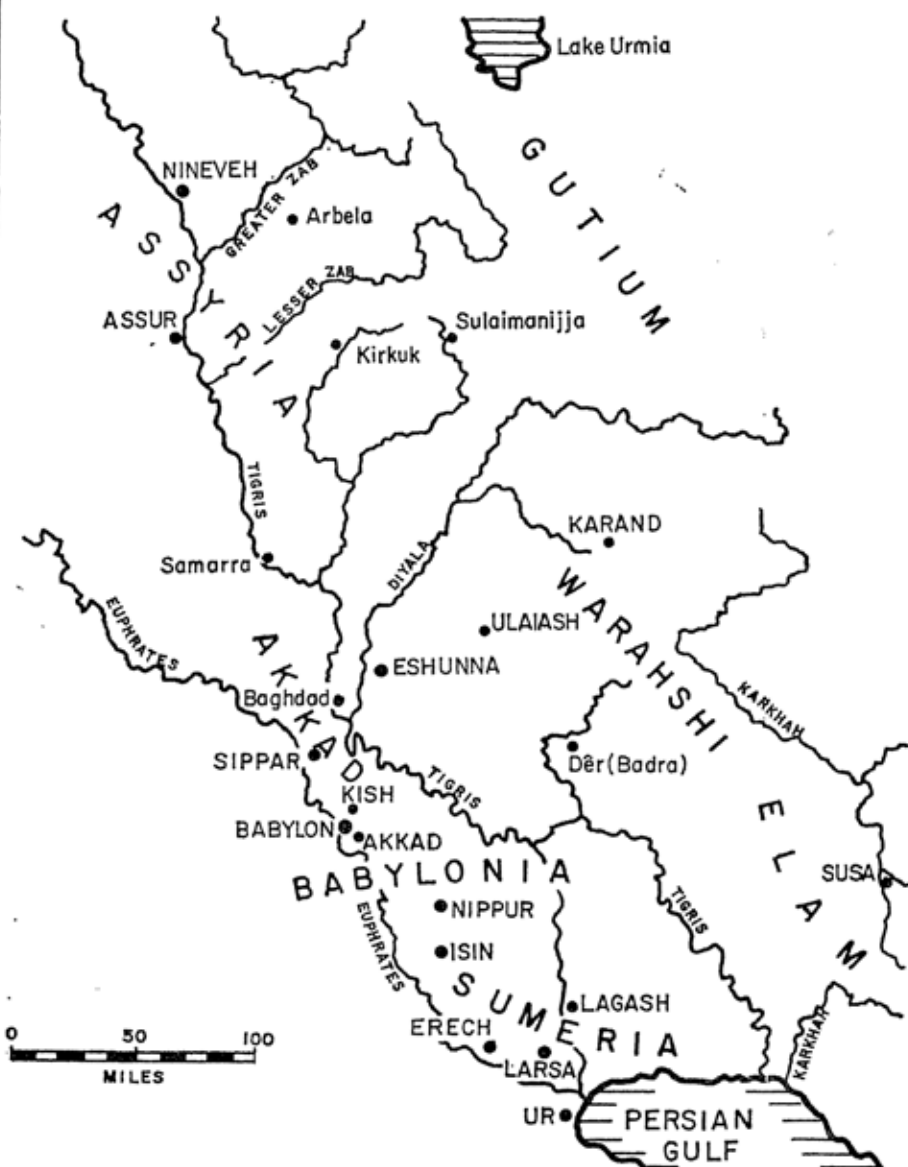 Lake Urmia
GUTIUM
NINEVEH
GREATER ZAB
Arbela
ASSYRIA
LESSER ZAB
ASSUR
Sulaimanijja
Kirkuk
TIGRIS
KARAND
Samarra
DIYALA
WARAHSHI
EUPHRATES
ULAIASH
AKKAD
ESHUNNA
KARKHAH
Baghdad
SIPPAR
Dêr (Badra)
TIGRIS
KISH
BABYLON
AKKAD
ELAM
BABYLONIA
SUSA
NIPPUR
EUPHRATES
TIGRIS
ISIN
SUMERIA
LAGASH
ERECH
LARSA
KARKHAH
0 50 100
MILES
UR
PERSIAN
GULF